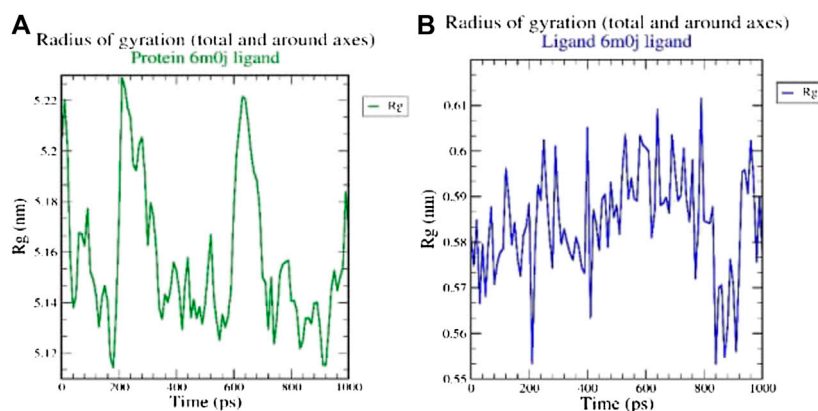 A
Radius of gyration (total and around axes)
Protein 6m0j ligand
Rg
5.22
5.2
5.18
5.16
5.14
5.12
Rg (nm)
0
200
400
600
800
1000
Time (ps)
B
Radius of gyration (total and around axes)
Ligand 6m0j ligand
Rg
0.61
0.6
0.59
0.58
0.57
0.56
0.55
Rg (nm)
0
200
400
600
800
1000
Time (ps)